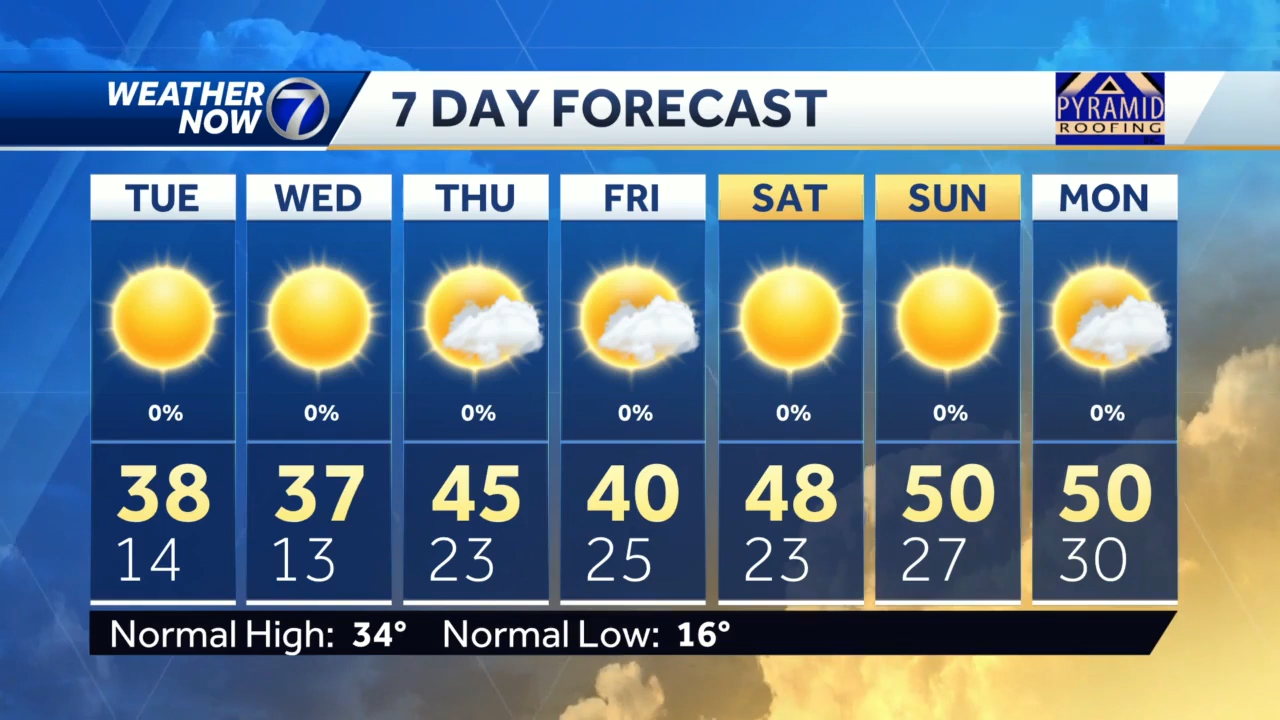 WEATHER
NOW 7
7 DAY FORECAST
PYRAMID
ROOFING
TUE WED THU FRI SAT SUN MON
0% 0% 0% 0% 0% 0% 0%
38 37 45 40 48 50 50
14 13 23 25 23 27 30
Normal High: 34° Normal Low: 16°